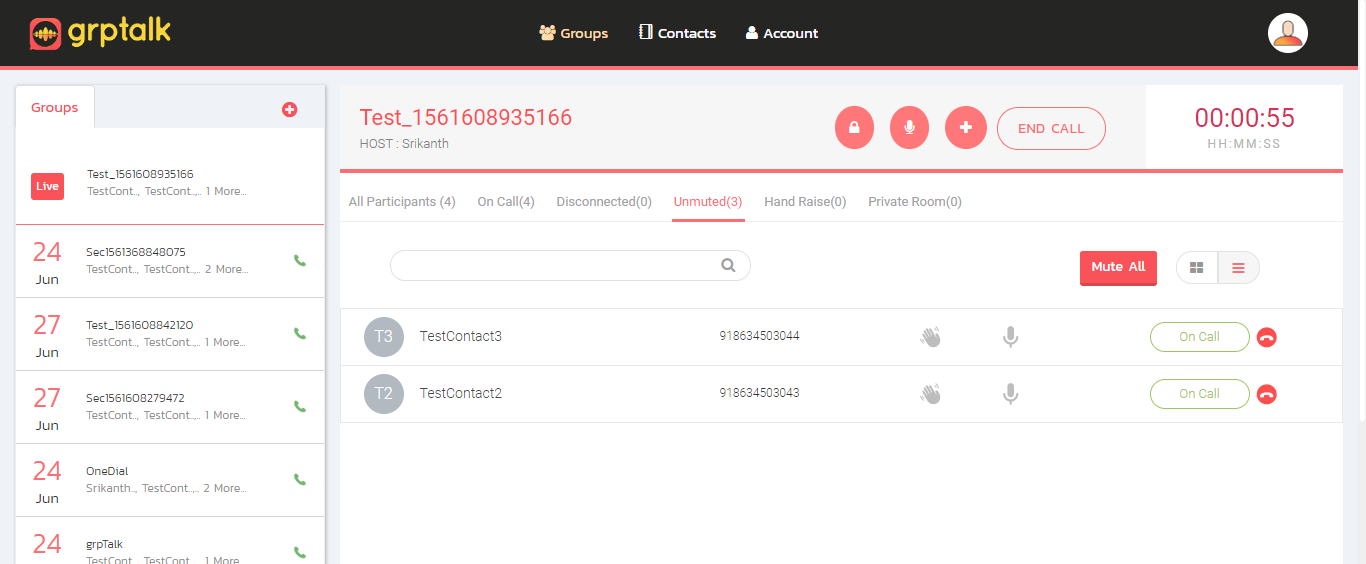 grptalk
Groups
Contacts
Account
Groups
Live
Test_1561608935166
TestCont.., TestCont..,.. 1 More...
24
Jun
Sec1561368848075
TestCont.., TestCont..,.. 2 More...
27
Jun
Test_1561608842120
TestCont.., TestCont..,.. 1 More...
27
Jun
Sec1561608279472
TestCont.., TestCont..,.. 1 More...
24
Jun
OneDial
Srikanth.., TestCont..,.. 2 More...
24
grpTalk
TestCont.., TestCont..,.. 1 More...
Test_1561608935166
HOST : Srikanth
END CALL
00:00:55
HH:MM:SS
All Participants (4)
On Call(4)
Disconnected(0)
Unmuted(3)
Hand Raise(0)
Private Room(0)
Mute All
T3
TestContact3
918634503044
On Call
T2
TestContact2
918634503043
On Call